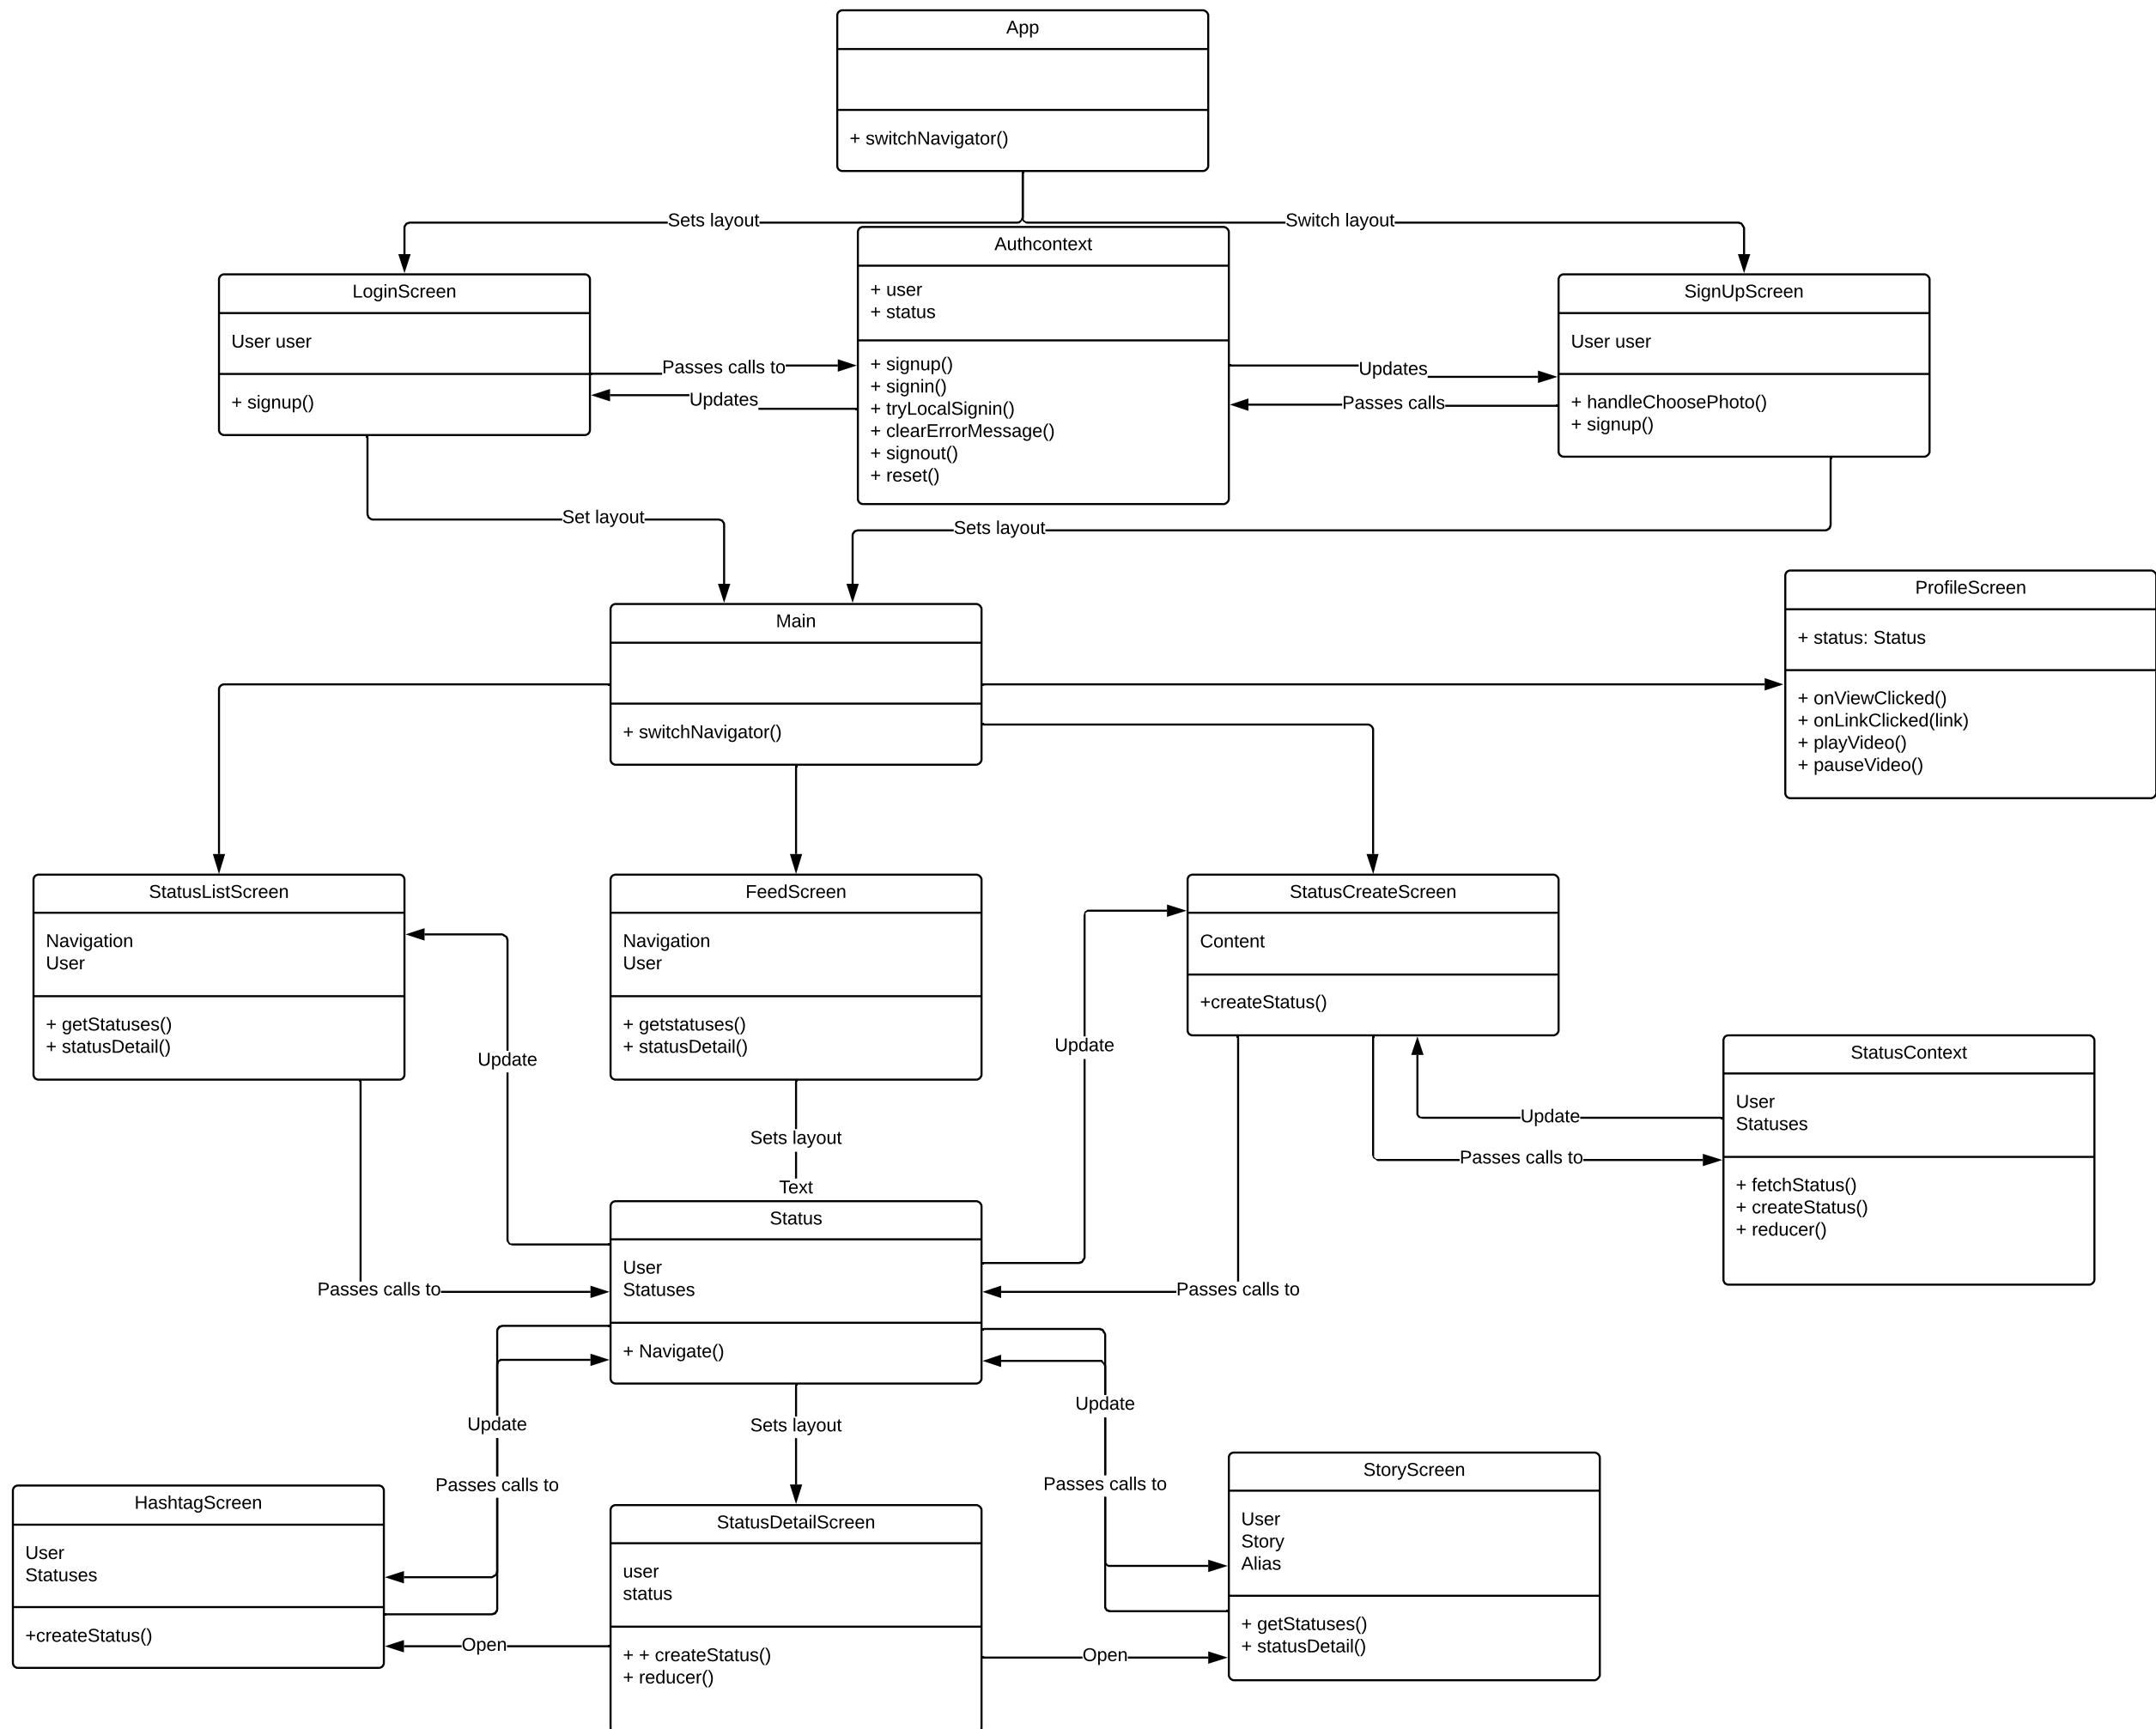 App
+ switchNavigator()
Sets layout
Switch layout
Authcontext
+ user
+ status
+ signup()
+ signin()
+ tryLocalSignin()
+ clearErrorMessage()
+ signout()
+ reset()
LoginScreen
User user
+ signup()
SignUpScreen
User user
+ handleChoosePhoto()
+ signup()
Passes calls to
Updates
Updates
Passes calls
Set layout
Sets layout
Main
+ switchNavigator()
ProfileScreen
+ status: Status
+ onViewClicked()
+ onLinkClicked(link)
+ playVideo()
+ pauseVideo()
StatusListScreen
Navigation
User
+ getStatuses()
+ statusDetail()
FeedScreen
Navigation
User
+ getstatuses()
+ statusDetail()
StatusCreateScreen
Content
+createStatus()
Update
Update
StatusContext
User
Statuses
+ fetchStatus()
+ createStatus()
+ reducer()
Update
Passes calls to
Sets layout
Text
Status
User
Statuses
+ Navigate()
Passes calls to
Passes calls to
Update
Passes calls to
Sets layout
Update
Passes calls to
HashtagScreen
User
Statuses
+createStatus()
StatusDetailScreen
user
status
+ + createStatus()
+ reducer()
StoryScreen
User
Story
Alias
+ getStatuses()
+ statusDetail()
Open
Open